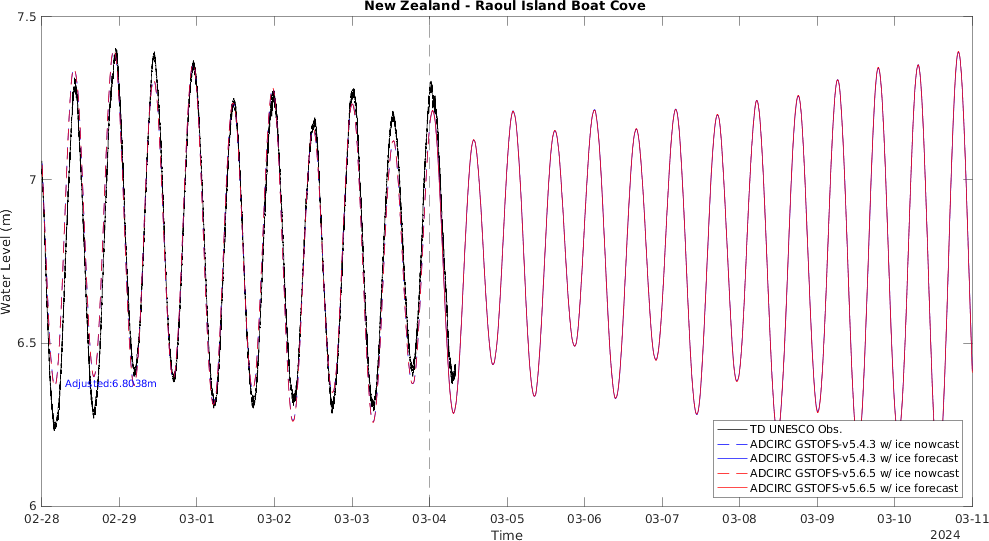 New Zealand - Raoul Island Boat Cove
7.5
7
6.5
6
Water Level (m)
Adjusted:6.8038m
TD UNESCO Obs.
ADCIRC GSTOFS-v5.4.3 w/ ice nowcast
ADCIRC GSTOFS-v5.4.3 w/ ice forecast
ADCIRC GSTOFS-v5.6.5 w/ ice nowcast
ADCIRC GSTOFS-v5.6.5 w/ ice forecast
02-28 02-29 03-01 03-02 03-03 03-04 03-05 03-06 03-07 03-08 03-09 03-10 03-11
Time
2024